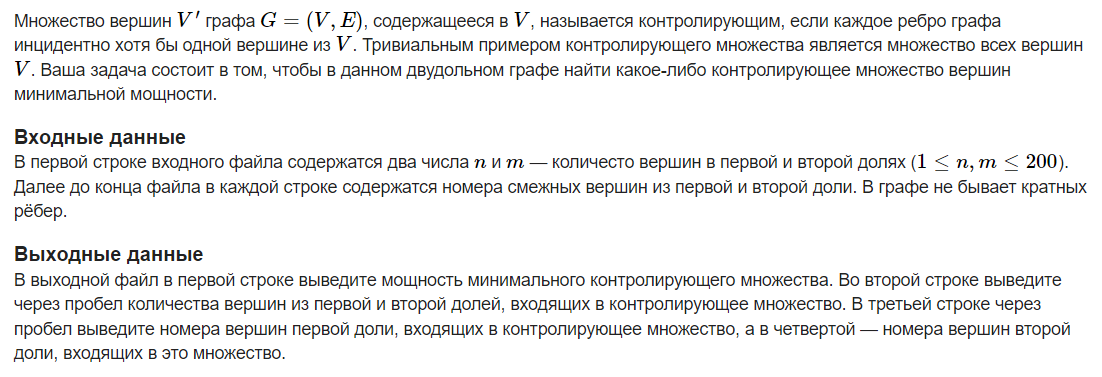 Множество вершин V ′ графа G = (V, E), содержащееся в V, называется контролирующим, если каждое ребро графа
инцидентно хотя бы одной вершине из V. Тривиальным примером контролирующего множества является множество всех вершин
V. Ваша задача состоит в том, чтобы в данном двудольном графе найти какое-либо контролирующее множество вершин
минимальной мощности.
Входные данные
В первой строке входного файла содержатся два числа n и m — количесто вершин в первой и второй долях (1 ≤ n, m ≤ 200).
Далее до конца файла в каждой строке содержатся номера смежных вершин из первой и второй доли. В графе не бывает кратных
рёбер.
Выходные данные
В выходной файл в первой строке выведите мощность минимального контролирующего множества. Во второй строке выведите
через пробел количества вершин из первой и второй долей, входящих в контролирующее множество. В третьей строке через
пробел выведите номера вершин первой доли, входящих в контролирующее множество, а в четвертой — номера вершин второй
доли, входящих в это множество.